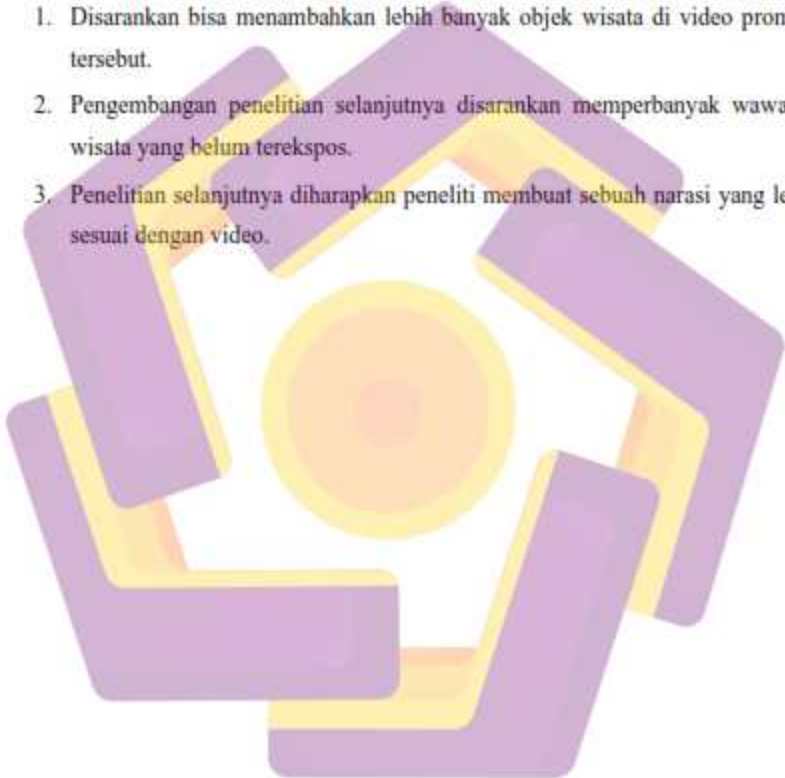 1. Disarankan bisa menambahkan lebih banyak objek wisata di video prom
tersebut.
2. Pengembangan penelitian selanjutnya disarankan memperbanyak wawa
wisata yang belum terekspos.
3. Penelitian selanjutnya diharapkan peneliti membuat sebuah narasi yang le
sesuai dengan video.